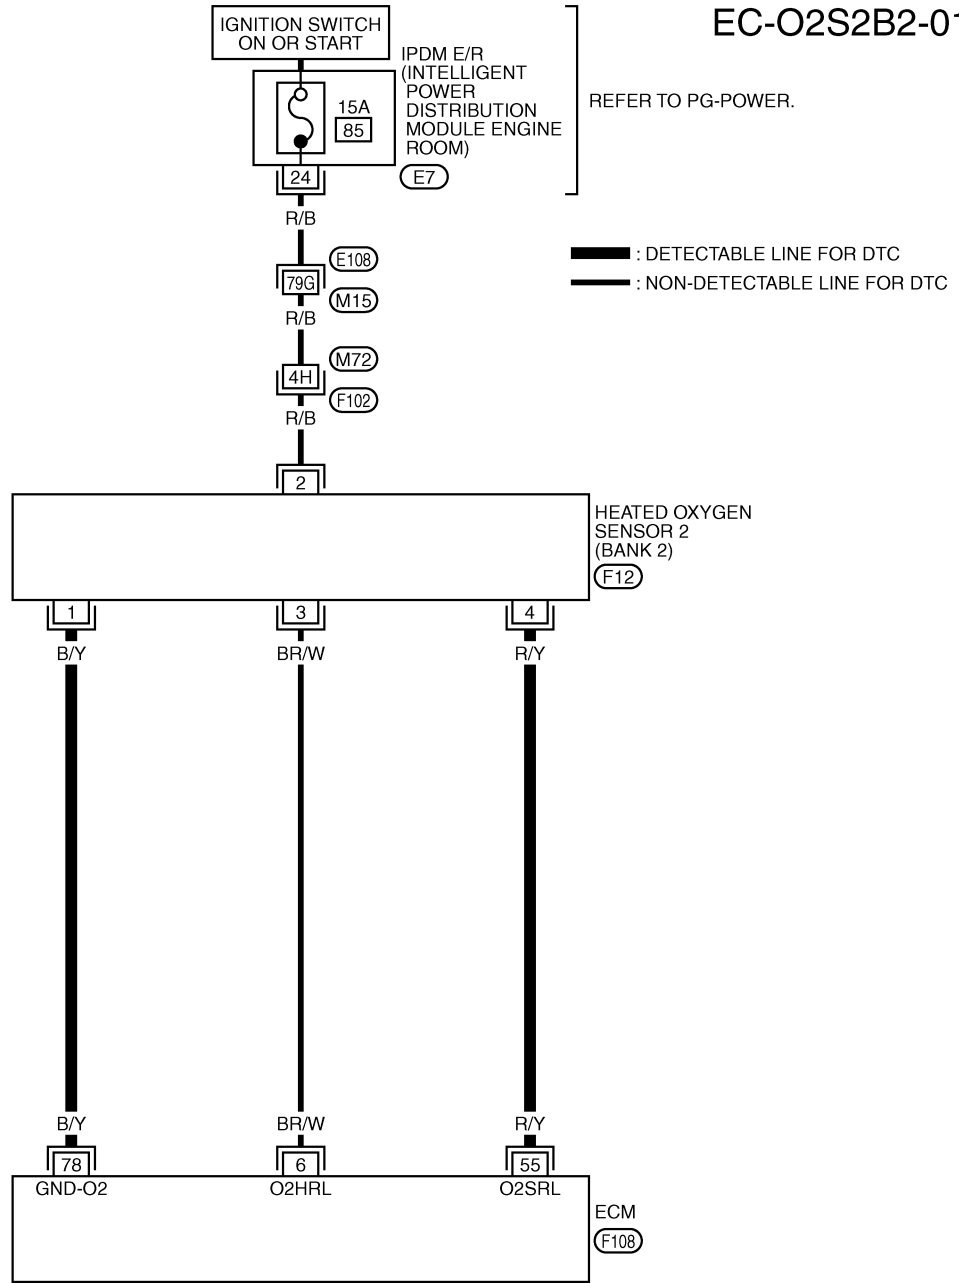 EC-O2S2B2-01
IGNITION SWITCH
ON OR START
IPDM E/R
(INTELLIGENT
POWER
DISTRIBUTION
MODULE ENGINE
ROOM)
15A
85
REFER TO PG-POWER.
24
E7
R/B
: DETECTABLE LINE FOR DTC
: NON-DETECTABLE LINE FOR DTC
E108
79G
M15
R/B
M72
4H
F102
R/B
2
HEATED OXYGEN
SENSOR 2
(BANK 2)
F12
1
3
4
B/Y
BR/W
R/Y
B/Y
BR/W
R/Y
78
6
55
GND-O2
O2HRL
O2SRL
ECM
F108